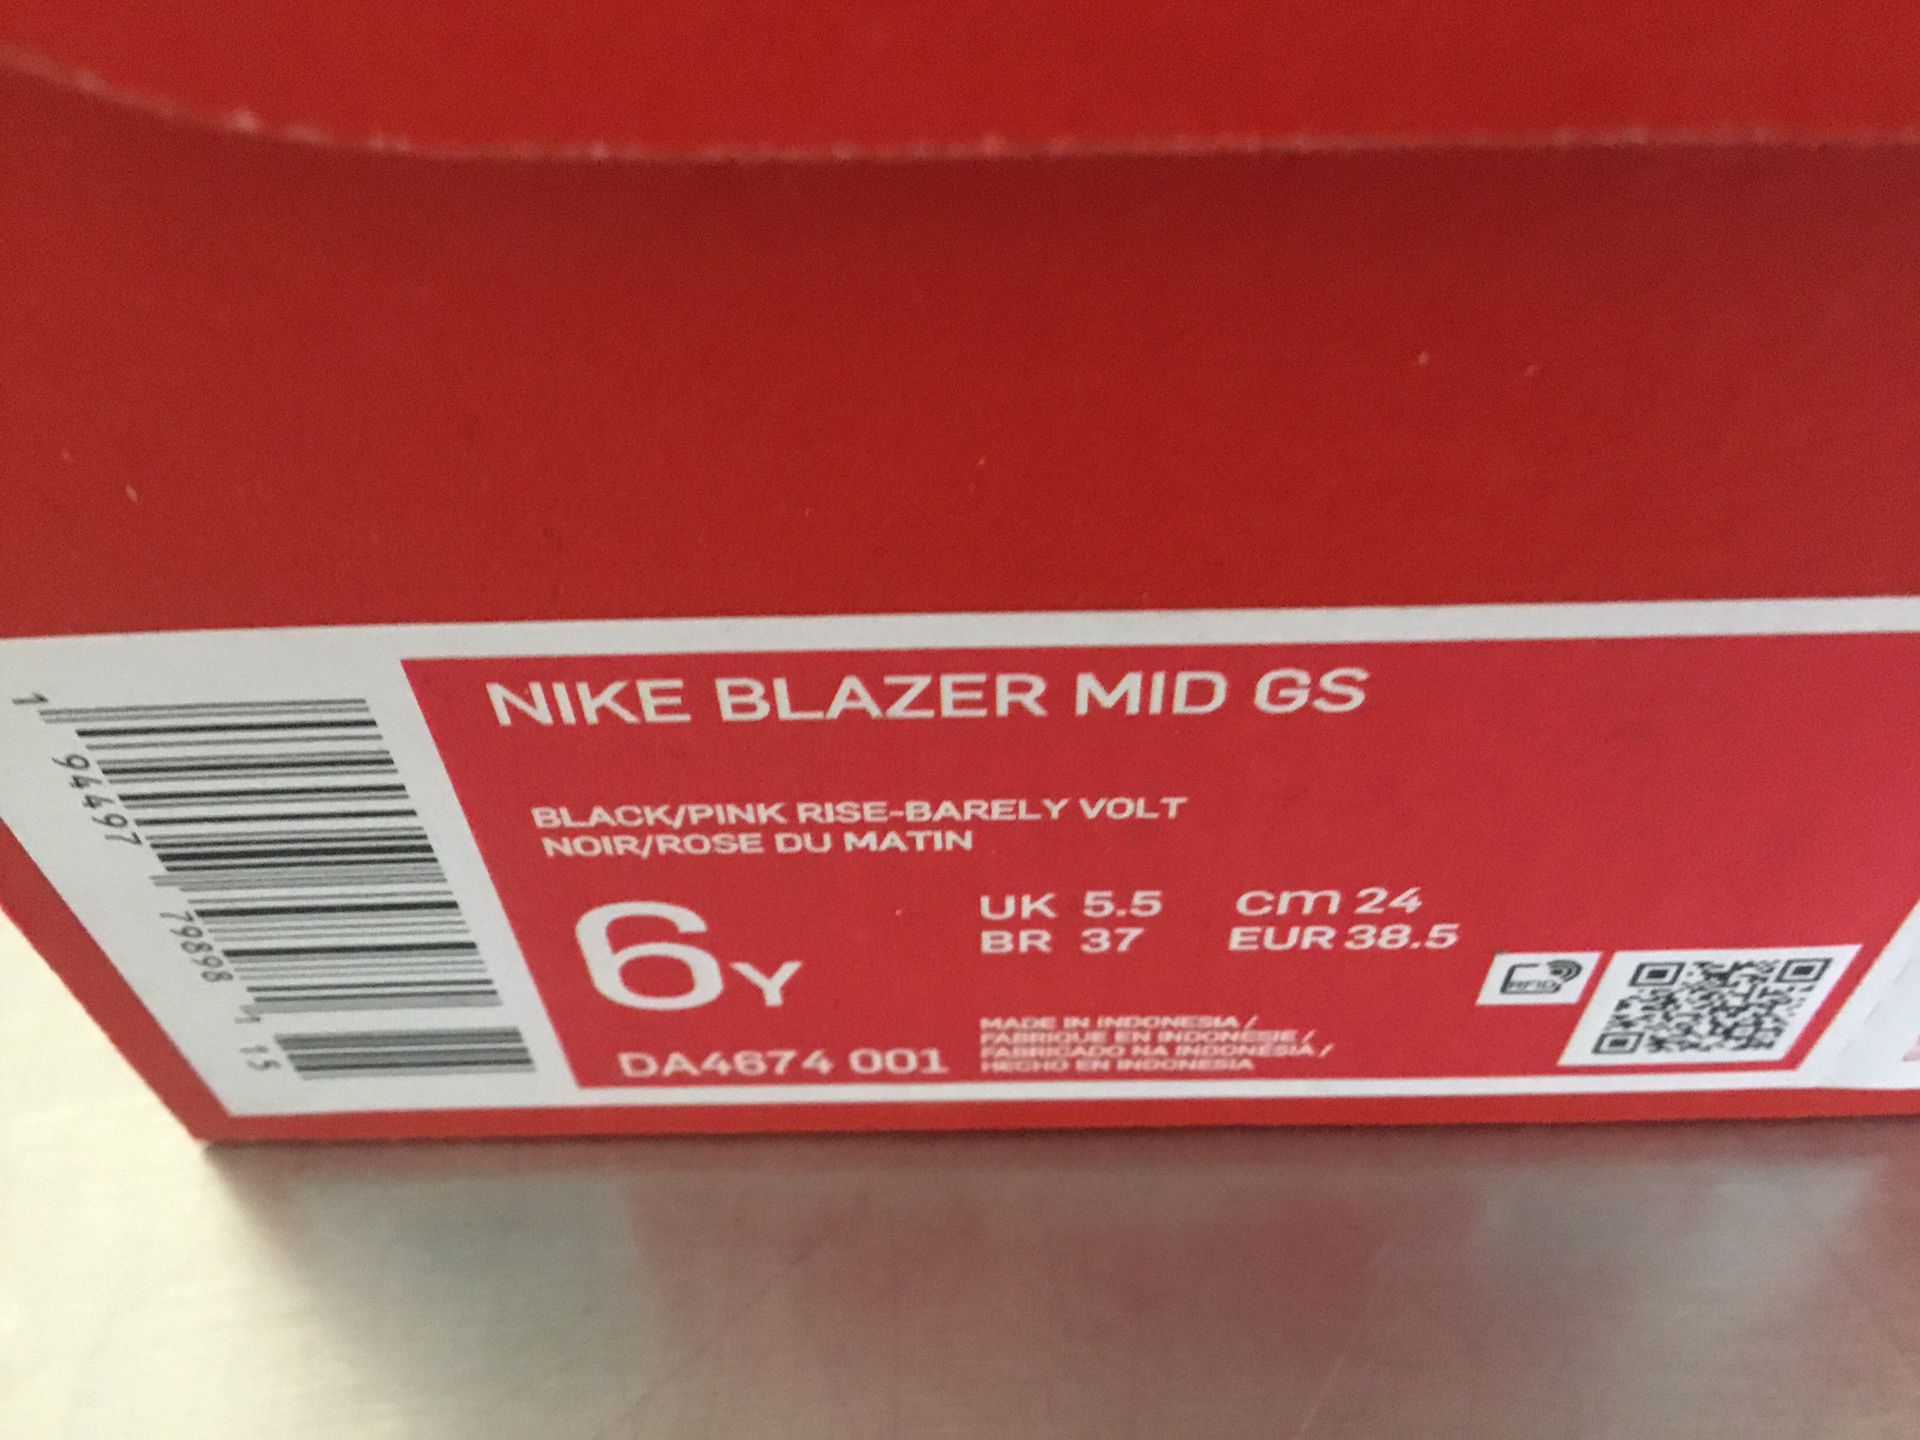 NIKE BLAZER MID GS
BLACK/PINK RISE-BARELY VOLT
NOIR/ROSE DU MATIN
6Y
UK 5.5 cm 24
BR 37 EUR 38.5
DA4674 001
MADE IN INDONESIA /
FABRIQUE EN INDONESIE /
FABRICADO NA INDONÉSIA /
HECHO EN INDONESIA
RFID
1 94497 79898 1 15